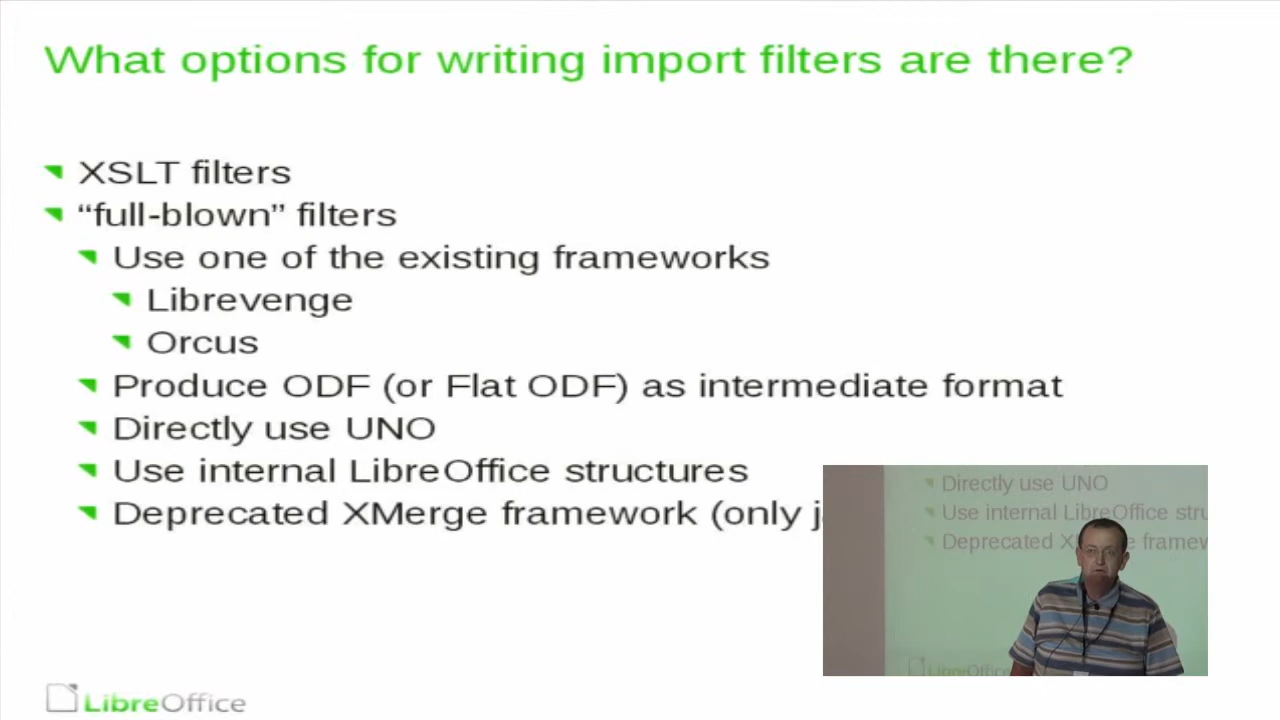 What options for writing import filters are there?
XSLT filters
“full-blown” filters
Use one of the existing frameworks
Librevenge
Orcus
Produce ODF (or Flat ODF) as intermediate format
Directly use UNO
Use internal LibreOffice structures
Deprecated XMerge framework (only
LibreOffice
Directly use UNO
Use internal LibreOffice
Deprecated
LibreOffice